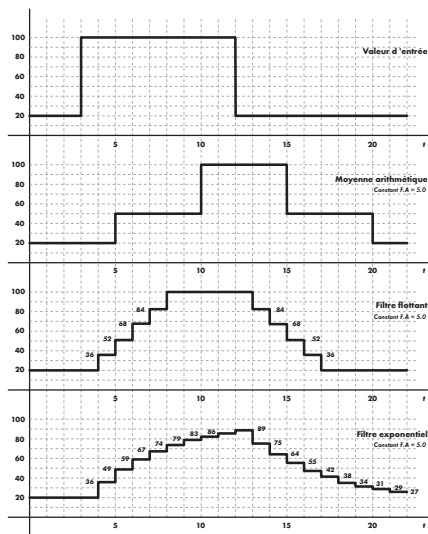 100
80
60
40
20
Valeur d 'entrée
5 10 15 20 t
100
80
60
40
20
Moyenne arithmétique
Constant F.A = 5.0
5 10 15 20 t
100
80
60
40
20
36 52 68 84 84 68 52 36
Filtre flottant
Constant F.A = 5.0
5 10 15 20 t
100
80
60
40
20
36 49 59 67 74 79 83 86 89 75 64 55 42 38 34 31 29 27
Filtre exponentiel
Constant F.A = 5.0
5 10 15 20 t